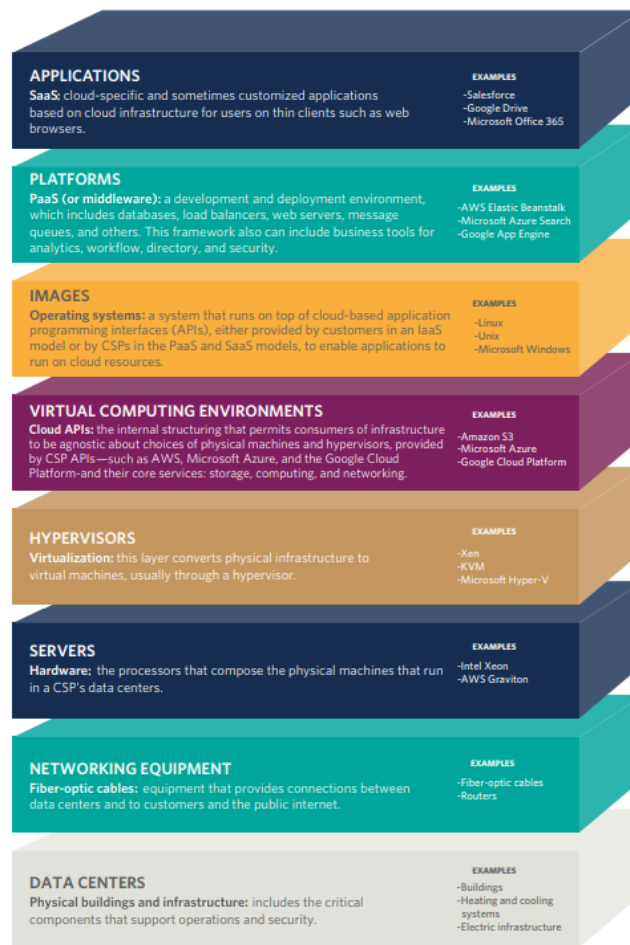 APPLICATIONS
SaaS: cloud-specific and sometimes customized applications
based on cloud infrastructure for users on thin clients such as web
browsers.
EXAMPLES
-Salesforce
-Google Drive
-Microsoft Office 365
PLATFORMS
PaaS (or middleware): a development and deployment environment,
which includes databases, load balancers, web servers, message
queues, and others. This framework also can include business tools for
analytics, workflow, directory, and security.
EXAMPLES
-AWS Elastic Beanstalk
-Microsoft Azure Search
-Google App Engine
IMAGES
Operating systems: a system that runs on top of cloud-based application
programming interfaces (APIs), either provided by customers in an IaaS
model or by CSPs in the PaaS and SaaS models, to enable applications to
run on cloud resources.
EXAMPLES
-Linux
-Unix
-Microsoft Windows
VIRTUAL COMPUTING ENVIRONMENTS
Cloud APIs: the internal structuring that permits consumers of infrastructure
to be agnostic about choices of physical machines and hypervisors, provided
by CSP APIs—such as AWS, Microsoft Azure, and the Google Cloud
Platform-and their core services: storage, computing, and networking.
EXAMPLES
-Amazon S3
-Microsoft Azure
-Google Cloud Platform
HYPERVISORS
Virtualization: this layer converts physical infrastructure to
virtual machines, usually through a hypervisor.
EXAMPLES
-Xen
-KVM
-Microsoft Hyper-V
SERVERS
Hardware: the processors that compose the physical machines that run
in a CSP's data centers.
EXAMPLES
-Intel Xeon
-AWS Graviton
NETWORKING EQUIPMENT
Fiber-optic cables: equipment that provides connections between
data centers and to customers and the public internet.
EXAMPLES
-Fiber-optic cables
-Routers
DATA CENTERS
Physical buildings and infrastructure: includes the critical
components that support operations and security.
EXAMPLES
-Buildings
-Heating and cooling
systems
-Electric infrastructure